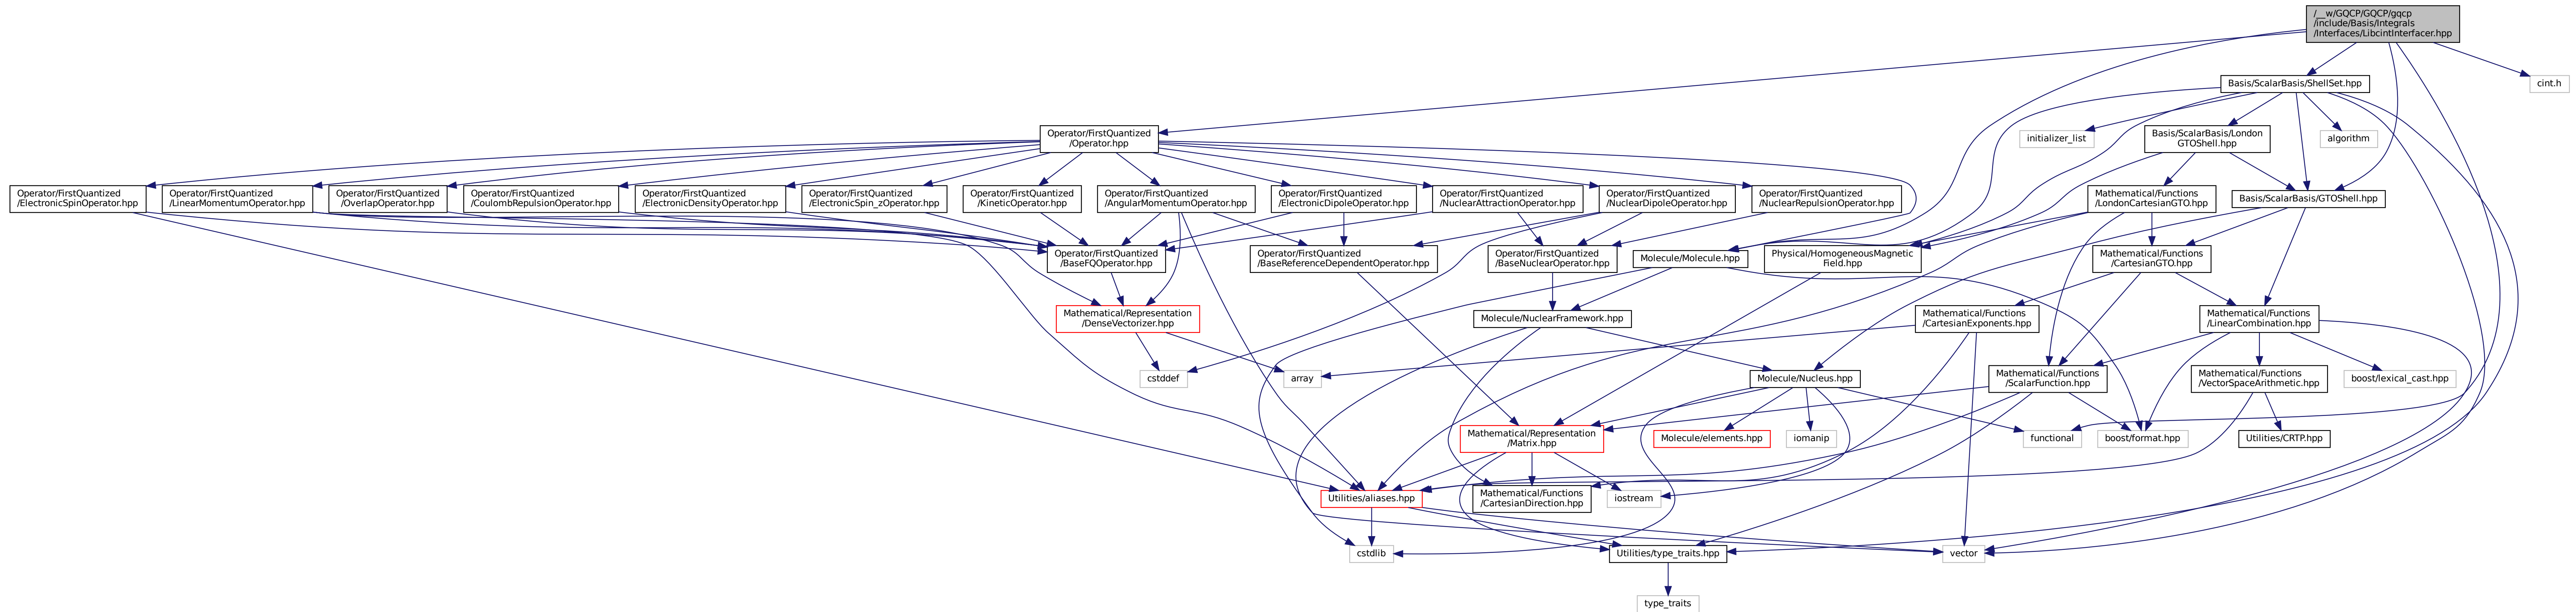 /__w/GQCP/GQCP/gqcp
/include/Basis/Integrals
/Interfaces/LibcintInterfacer.hpp
Basis/ScalarBasis/ShellSet.hpp
cint.h
Operator/FirstQuantized
/Operator.hpp
initializer_list
Basis/ScalarBasis/London
GTOShell.hpp
algorithm
Operator/FirstQuantized
/ElectronicSpinOperator.hpp
Operator/FirstQuantized
/LinearMomentumOperator.hpp
Operator/FirstQuantized
/OverlapOperator.hpp
Operator/FirstQuantized
/CoulombRepulsionOperator.hpp
Operator/FirstQuantized
/ElectronicDensityOperator.hpp
Operator/FirstQuantized
/ElectronicSpin_zOperator.hpp
Operator/FirstQuantized
/KineticOperator.hpp
Operator/FirstQuantized
/AngularMomentumOperator.hpp
Operator/FirstQuantized
/ElectronicDipoleOperator.hpp
Operator/FirstQuantized
/NuclearAttractionOperator.hpp
Operator/FirstQuantized
/NuclearDipoleOperator.hpp
Operator/FirstQuantized
/NuclearRepulsionOperator.hpp
Mathematical/Functions
/LondonCartesianGTO.hpp
Basis/ScalarBasis/GTOShell.hpp
Operator/FirstQuantized
/BaseFQOperator.hpp
Operator/FirstQuantized
/BaseReferenceDependentOperator.hpp
Operator/FirstQuantized
/BaseNuclearOperator.hpp
Molecule/Molecule.hpp
Physical/HomogeneousMagnetic
Field.hpp
Mathematical/Functions
/CartesianGTO.hpp
Mathematical/Representation
/DenseVectorizer.hpp
Molecule/NuclearFramework.hpp
Mathematical/Functions
/CartesianExponents.hpp
Mathematical/Functions
/LinearCombination.hpp
cstddef
array
Molecule/Nucleus.hpp
Mathematical/Functions
/ScalarFunction.hpp
Mathematical/Functions
/VectorSpaceArithmetic.hpp
boost/lexical_cast.hpp
Mathematical/Representation
/Matrix.hpp
Molecule/elements.hpp
iomanip
functional
boost/format.hpp
Utilities/CRTP.hpp
Utilities/aliases.hpp
Mathematical/Functions
/CartesianDirection.hpp
iostream
cstdlib
Utilities/type_traits.hpp
vector
type_traits